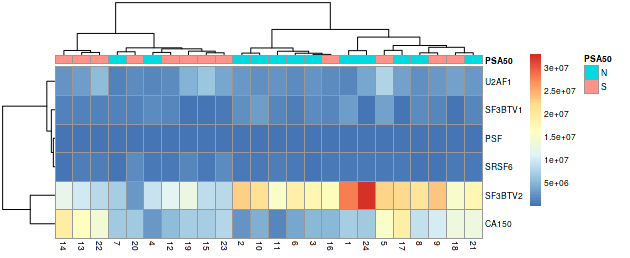 PSA50
PSA50
N
S
U2AF1
SF3BTV1
PSF
SRSF6
SF3BTV2
CA150
3e+07
2.5e+07
2e+07
1.5e+07
1e+07
5e+06
14 13 22 7 20 4 12 19 15 23 2 10 11 6 3 16 1 24 5 17 8 9 18 21